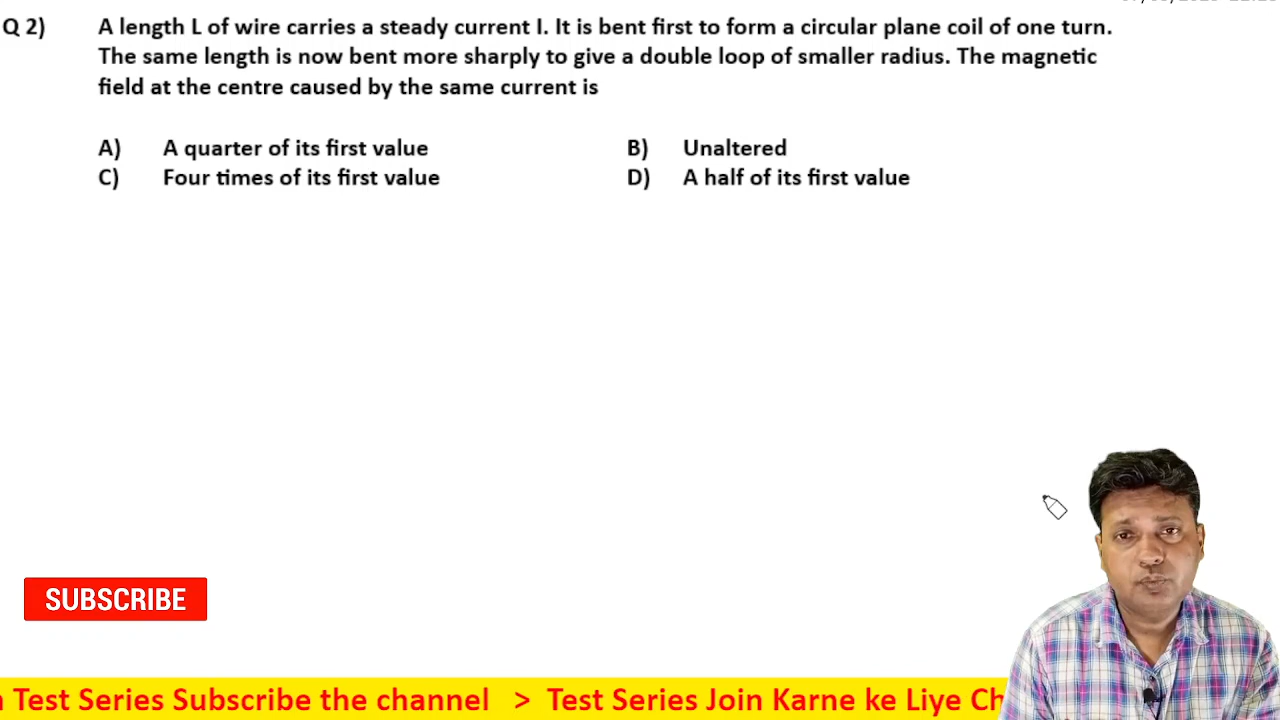 Q 2) A length L of wire carries a steady current I. It is bent first to form a circular plane coil of one turn.
The same length is now bent more sharply to give a double loop of smaller radius. The magnetic
field at the centre caused by the same current is
A) A quarter of its first value B) Unaltered
C) Four times of its first value D) A half of its first value
SUBSCRIBE
Test Series Subscribe the channel > Test Series Join Karne ke Liye